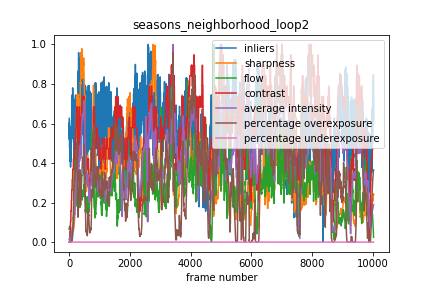 seasons_neighborhood_loop2
1.0
0.8
0.6
0.4
0.2
0.0
inliers
sharpness
flow
contrast
average intensity
percentage overexposure
percentage underexposure
0 2000 4000 6000 8000 10000
frame number